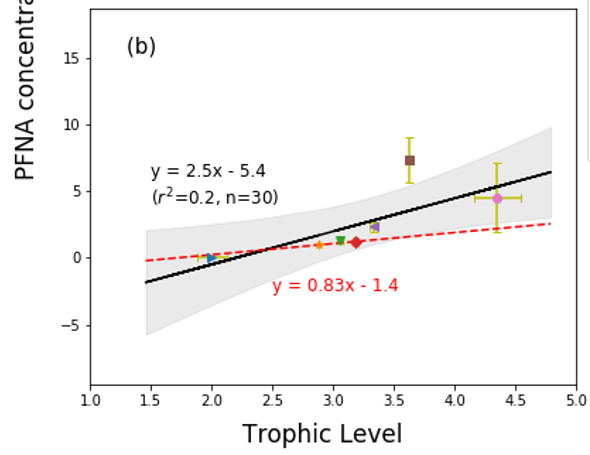 PFNA concentra
(b)
y = 2.5x - 5.4
(r²=0.2, n=30)
y = 0.83x - 1.4
15
10
5
0
−5
1.0 1.5 2.0 2.5 3.0 3.5 4.0 4.5 5.0
Trophic Level